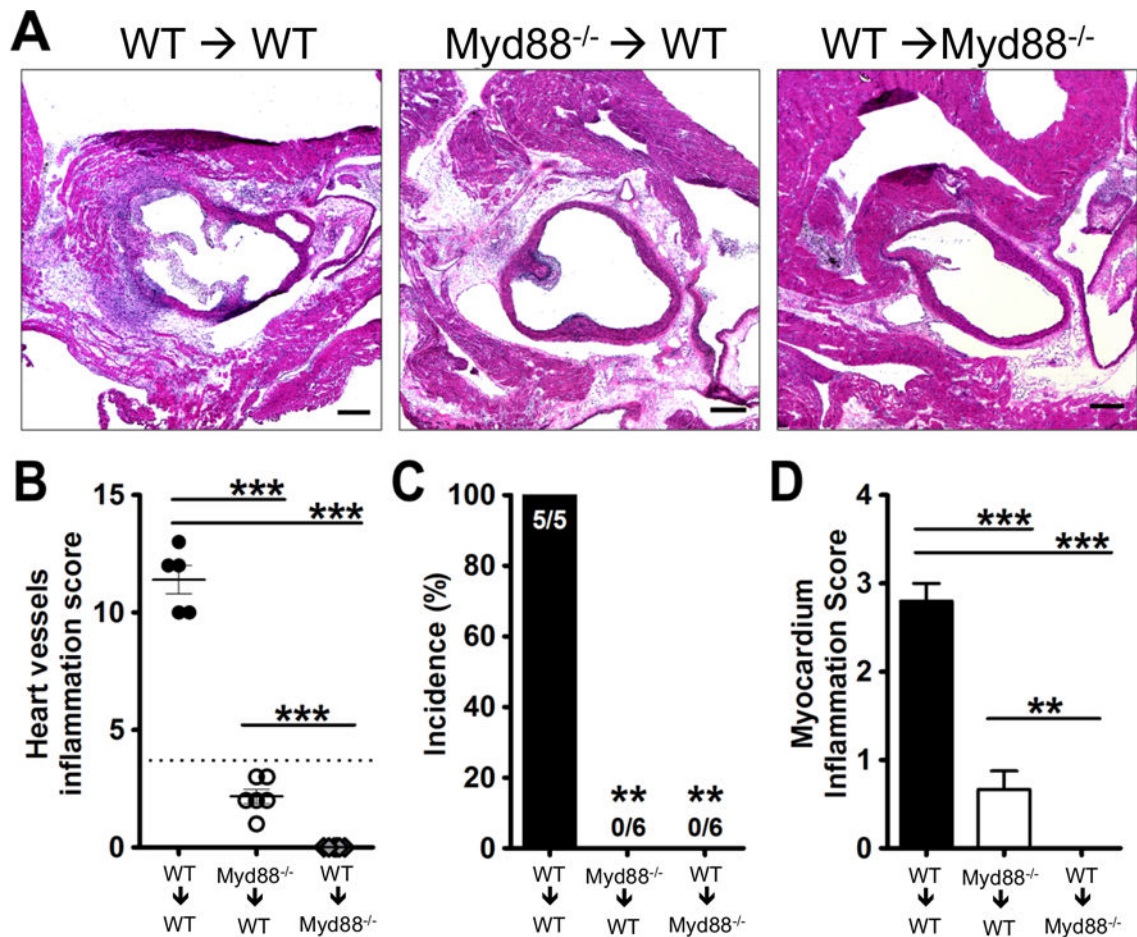 A
WT → WT
Myd88⁻/⁻ → WT
WT →Myd88⁻/⁻
B
Heart vessels
inflammation score
15
10
5
0
***
***
***
WT
↓
WT
Myd88⁻/⁻
↓
WT
WT
↓
Myd88⁻/⁻
C
Incidence (%)
100
80
60
40
20
0
5/5
**
0/6
**
0/6
WT
↓
WT
Myd88⁻/⁻
↓
WT
WT
↓
Myd88⁻/⁻
D
Myocardium
Inflammation Score
4
3
2
1
0
***
***
**
WT
↓
WT
Myd88⁻/⁻
↓
WT
WT
↓
Myd88⁻/⁻